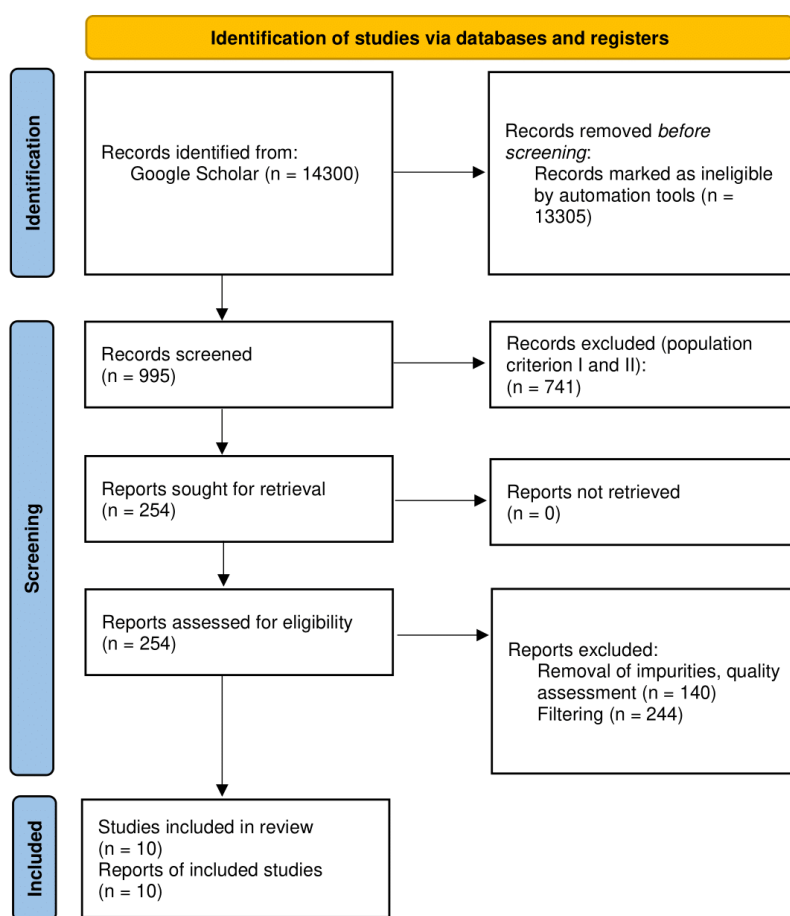 Identification of studies via databases and registers
Identification
Records identified from:
Google Scholar (n = 14300)
Records removed before
screening:
Records marked as ineligible
by automation tools (n =
13305)
Screening
Records screened
(n = 995)
Records excluded (population
criterion I and II):
(n = 741)
Reports sought for retrieval
(n = 254)
Reports not retrieved
(n = 0)
Reports assessed for eligibility
(n = 254)
Reports excluded:
Removal of impurities, quality
assessment (n = 140)
Filtering (n = 244)
Included
Studies included in review
(n = 10)
Reports of included studies
(n = 10)